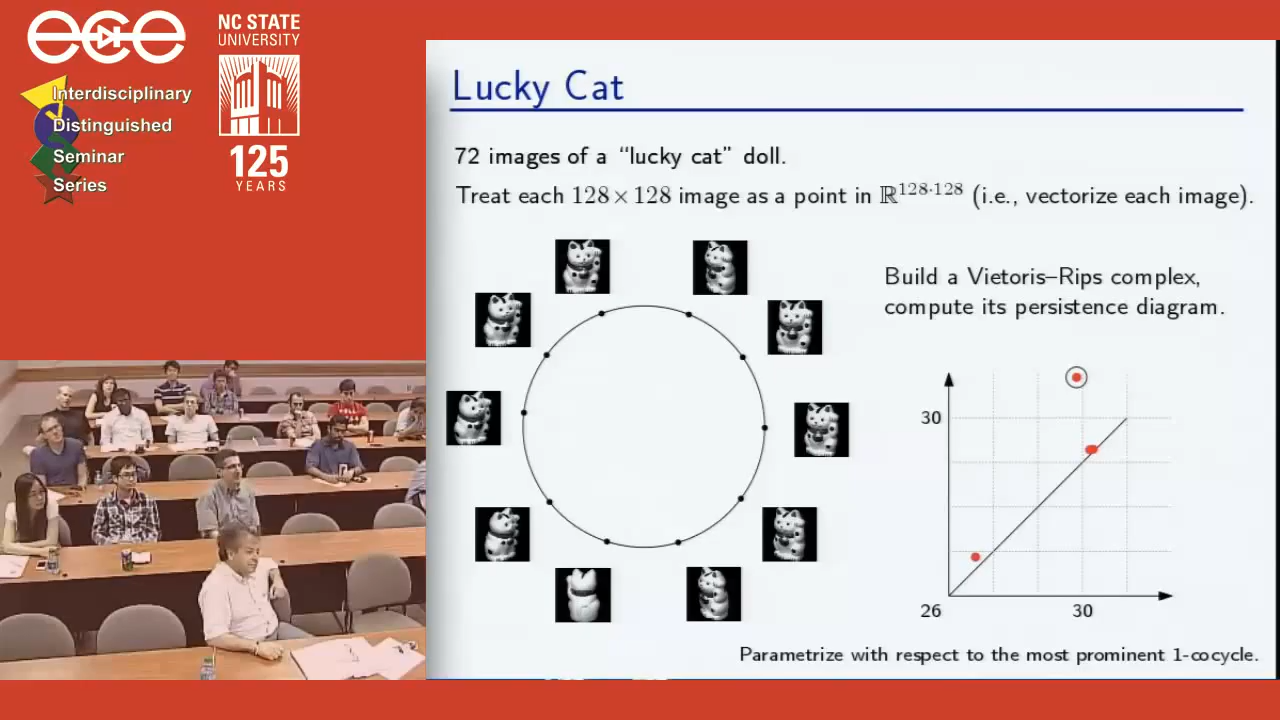 ece
Interdisciplinary
Distinguished
Seminar
Series
NC STATE
UNIVERSITY
125
YEARS
Lucky Cat
72 images of a “lucky cat” doll.
Treat each 128×128 image as a point in ℝ^{128·128} (i.e., vectorize each image).
Build a Vietoris–Rips complex,
compute its persistence diagram.
30
26
30
Parametrize with respect to the most prominent 1-cocycle.